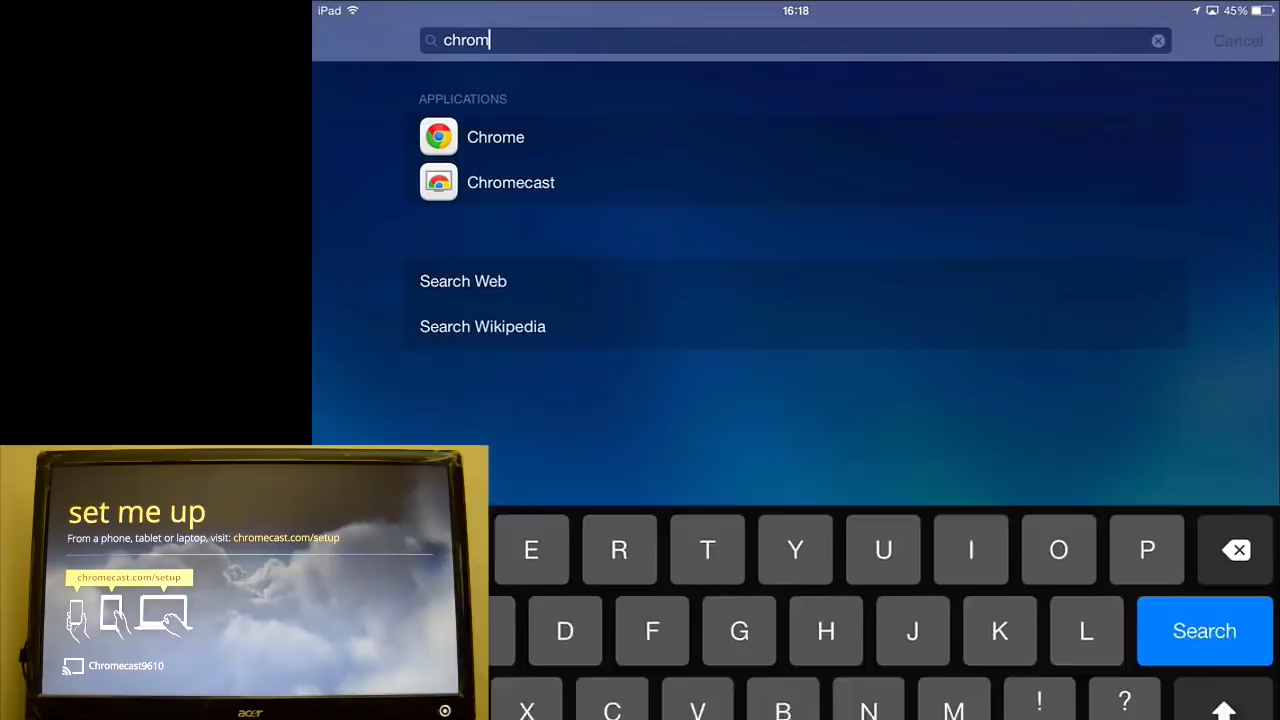 iPad
16:18
45%
chrom
Cancel
APPLICATIONS
Chrome
Chromecast
Search Web
Search Wikipedia
E R T Y U I O P
D F G H J K L Search
X C V B N M ! ?
set me up
From a phone, tablet or laptop, visit: chromecast.com/setup
chromecast.com/setup
Chromecast9610
acer